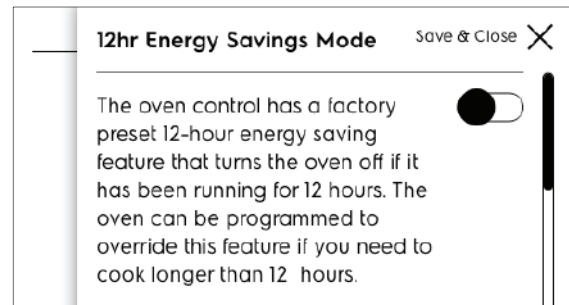 12hr Energy Savings Mode Save & Close
The oven control has a factory
preset 12-hour energy saving
feature that turns the oven off if it
has been running for 12 hours. The
oven can be programmed to
override this feature if you need to
cook longer than 12 hours.